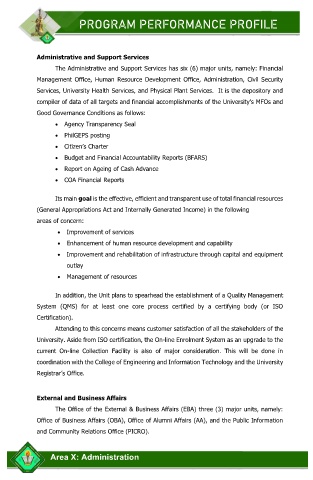 PROGRAM PERFORMANCE PROFILE
Administrative and Support Services
The Administrative and Support Services has six (6) major units, namely: Financial
Management Office, Human Resource Development Office, Administration, Civil Security
Services, University Health Services, and Physical Plant Services. It is the depository and
compiler of data of all targets and financial accomplishments of the University's MFOs and
Good Governance Conditions as follows:
• Agency Transparency Seal
• PhilGEPS posting
• Citizen's Charter
• Budget and Financial Accountability Reports (BFARS)
• Report on Ageing of Cash Advance
• COA Financial Reports
Its main goal is the effective, efficient and transparent use of total financial resources
(General Appropriations Act and Internally Generated Income) in the following
areas of concern:
• Improvement of services
• Enhancement of human resource development and capability
• Improvement and rehabilitation of infrastructure through capital and equipment
outlay
• Management of resources
In addition, the Unit plans to spearhead the establishment of a Quality Management
System (QMS) for at least one core process certified by a certifying body (or ISO
Certification).
Attending to this concerns means customer satisfaction of all the stakeholders of the
University. Aside from ISO certification, the On-line Enrolment System as an upgrade to the
current On-line Collection Facility is also of major consideration. This will be done in
coordination with the College of Engineering and Information Technology and the University
Registrar's Office.
External and Business Affairs
The Office of the External & Business Affairs (EBA) three (3) major units, namely:
Office of Business Affairs (OBA), Office of Alumni Affairs (AA), and the Public Information
and Community Relations Office (PICRO).
Area X: Administration